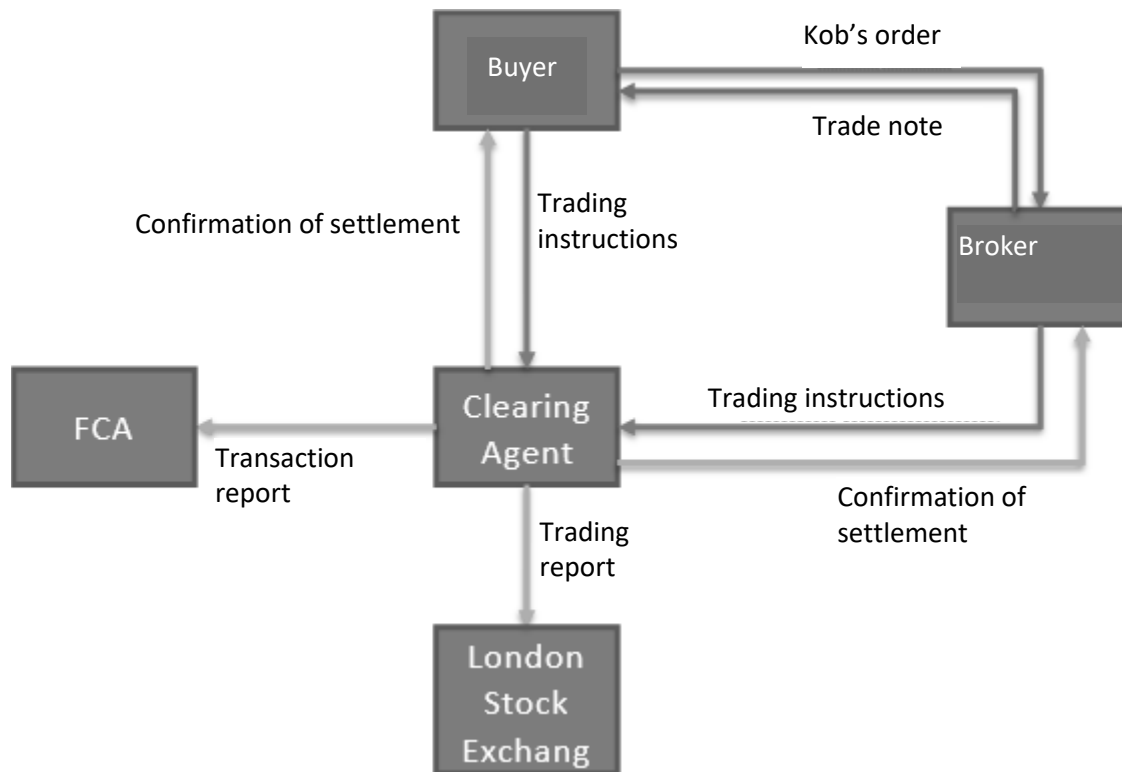 Kob's order
Buyer
Trade note
Confirmation of settlement
Trading
instructions
Broker
FCA
Clearing
Agent
Trading instructions
Transaction
report
Confirmation of
settlement
Trading
report
London
Stock
Exchang